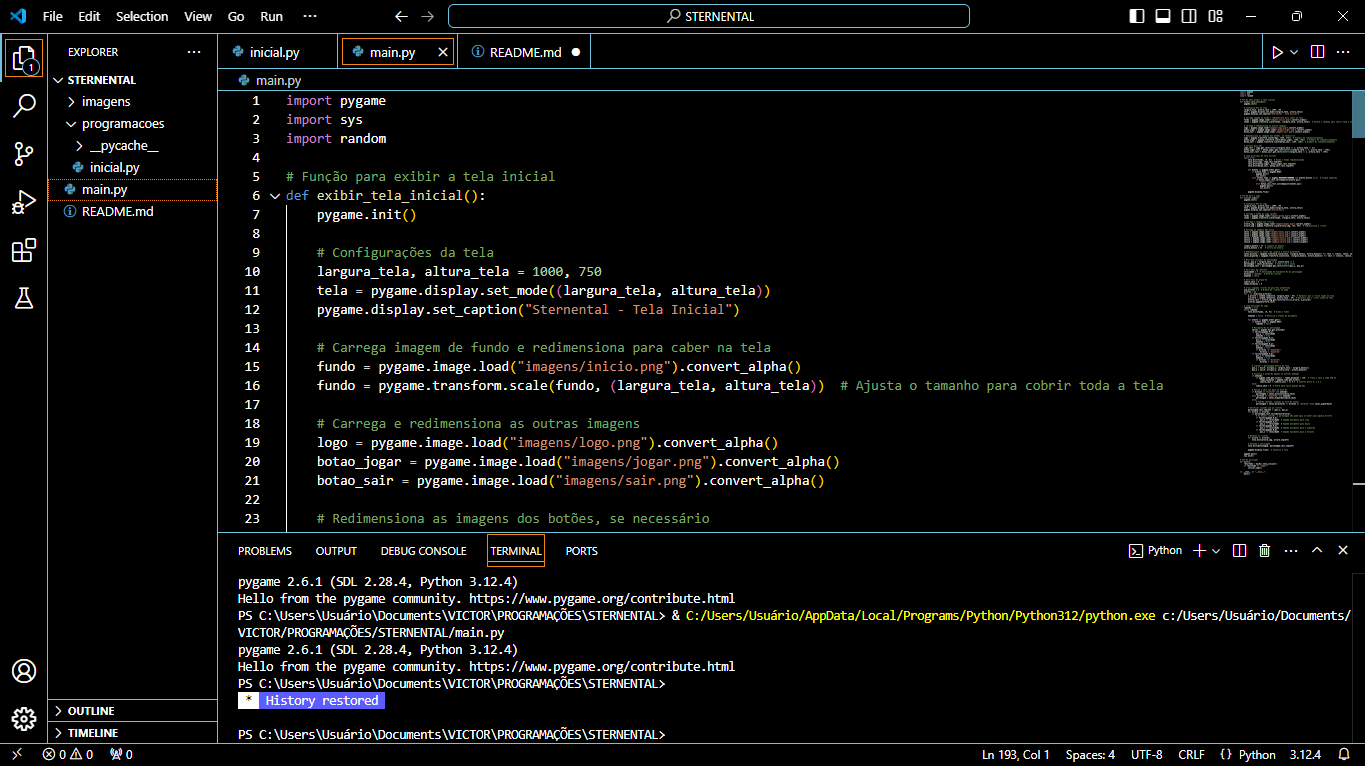 File Edit Selection View Go Run ··· STERNENTAL
EXPLORER ···
1
STERNENTAL
imagens
programacoes
__pycache__
inicial.py
main.py
README.md
OUTLINE
TIMELINE
inicial.py main.py README.md
main.py
1 import pygame
2 import sys
3 import random
4
5 # Função para exibir a tela inicial
6 def exibir_tela_inicial():
7 pygame.init()
8
9 # Configurações da tela
10 largura_tela, altura_tela = 1000, 750
11 tela = pygame.display.set_mode((largura_tela, altura_tela))
12 pygame.display.set_caption("Sternental - Tela Inicial")
13
14 # Carrega imagem de fundo e redimensiona para caber na tela
15 fundo = pygame.image.load("imagens/inicio.png").convert_alpha()
16 fundo = pygame.transform.scale(fundo, (largura_tela, altura_tela)) # Ajusta o tamanho para cobrir toda a tela
17
18 # Carrega e redimensiona as outras imagens
19 logo = pygame.image.load("imagens/logo.png").convert_alpha()
20 botao_jogar = pygame.image.load("imagens/jogar.png").convert_alpha()
21 botao_sair = pygame.image.load("imagens/sair.png").convert_alpha()
22
23 # Redimensiona as imagens dos botões, se necessário
PROBLEMS OUTPUT DEBUG CONSOLE TERMINAL PORTS Python
pygame 2.6.1 (SDL 2.28.4, Python 3.12.4)
Hello from the pygame community. https://www.pygame.org/contribute.html
PS C:\Users\Usuário\Documents\VICTOR\PROGRAMAÇÕES\STERNENTAL> & C:/Users/Usuário/AppData/Local/Programs/Python/Python312/python.exe c:/Users/Usuário/Documents/
VICTOR/PROGRAMAÇÕES/STERNENTAL/main.py
pygame 2.6.1 (SDL 2.28.4, Python 3.12.4)
Hello from the pygame community. https://www.pygame.org/contribute.html
PS C:\Users\Usuário\Documents\VICTOR\PROGRAMAÇÕES\STERNENTAL>
* History restored
PS C:\Users\Usuário\Documents\VICTOR\PROGRAMAÇÕES\STERNENTAL>
0 0 0 Ln 193, Col 1 Spaces: 4 UTF-8 CRLF {} Python 3.12.4